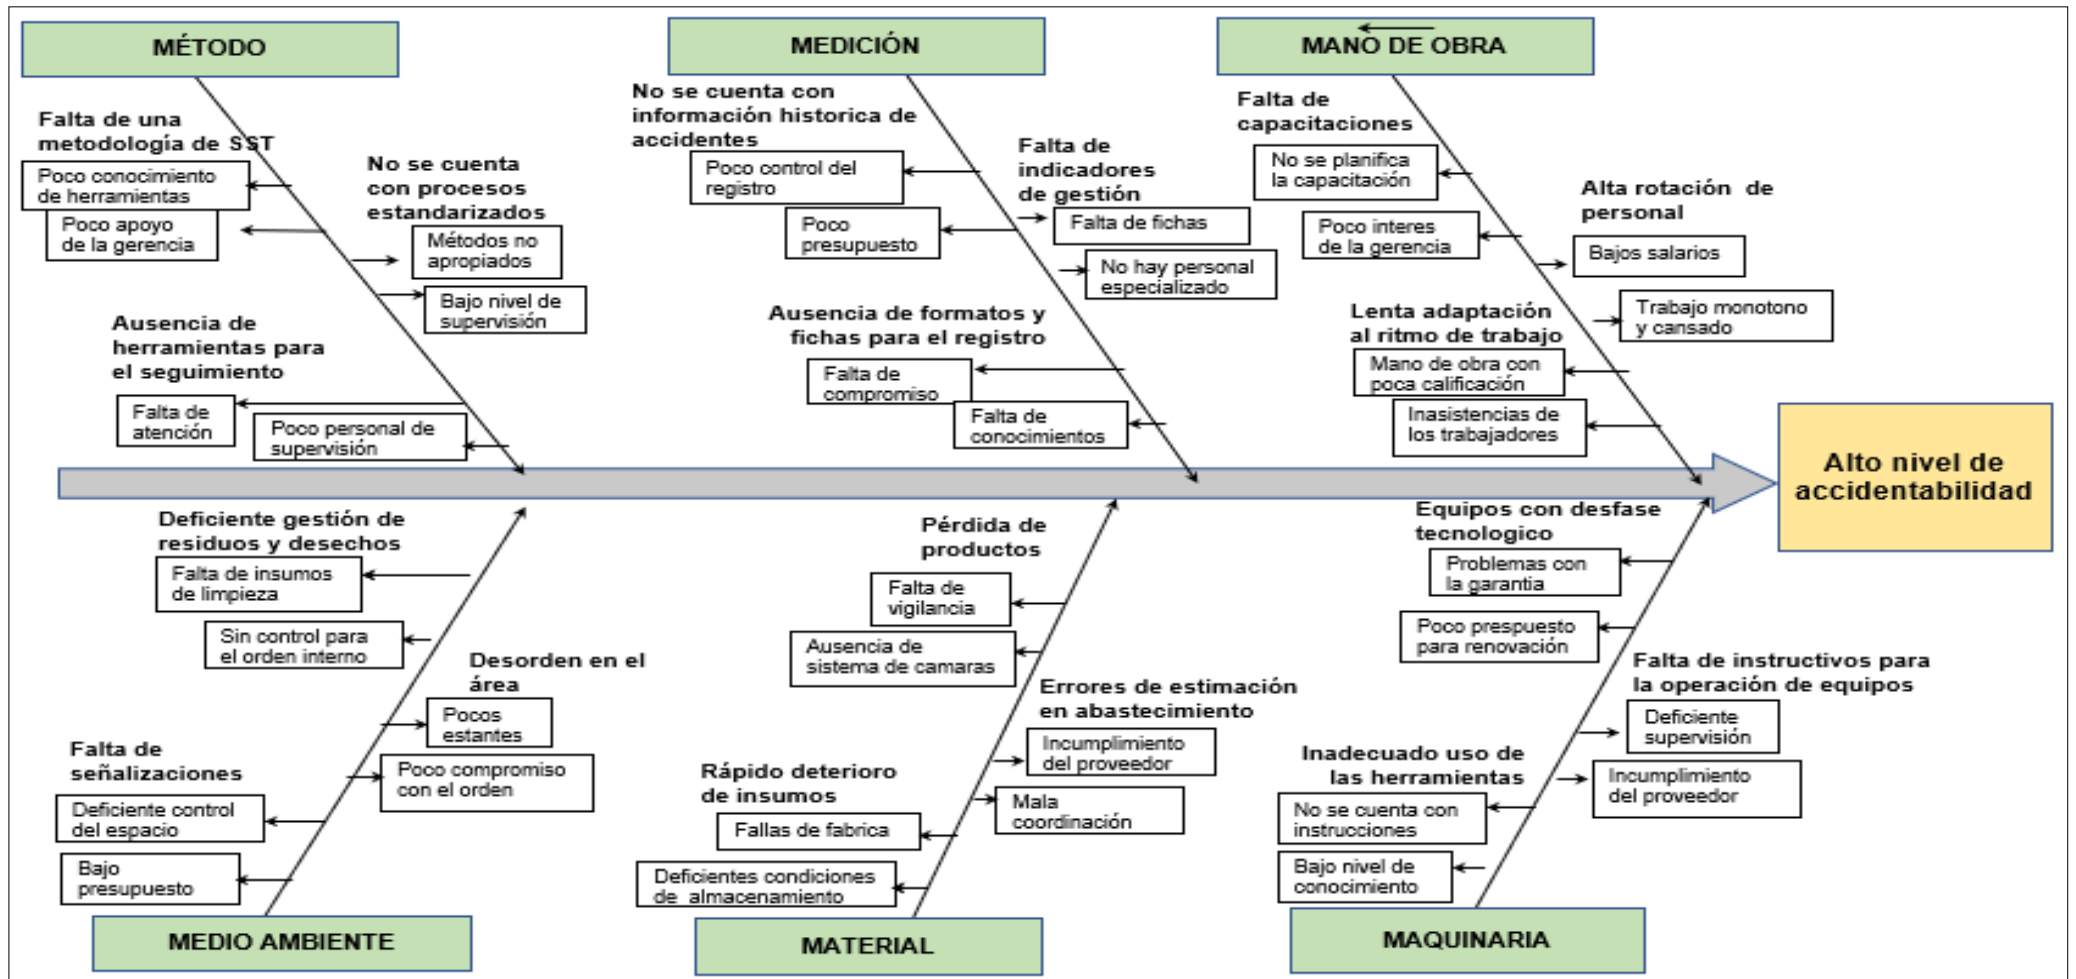 MÉTODO
Falta de una
metodología de SST
Poco conocimiento
de herramientas
Poco apoyo
de la gerencia
No se cuenta
con procesos
estandarizados
Métodos no
apropiados
Bajo nivel de
supervisión
Ausencia de
herramientas para
el seguimiento
Falta de
atención
Poco personal de
supervisión
MEDICIÓN
No se cuenta con
información historica de
accidentes
Poco control del
registro
Poco
presupuesto
Falta de
indicadores
de gestión
Falta de fichas
No hay personal
especializado
Ausencia de formatos y
fichas para el registro
Falta de
compromiso
Falta de
conocimientos
MANO DE OBRA
Falta de
capacitaciones
No se planifica
la capacitación
Poco interes
de la gerencia
Alta rotación de
personal
Bajos salarios
Trabajo monotono
y cansado
Lenta adaptación
al ritmo de trabajo
Mano de obra con
poca calificación
Inasistencias de
los trabajadores
Alto nivel de
accidentabilidad
Deficiente gestión de
residuos y desechos
Falta de insumos
de limpieza
Sin control para
el orden interno
Desorden en el
área
Pocos
estantes
Poco compromiso
con el orden
Falta de
señalizaciones
Deficiente control
del espacio
Bajo
presupuesto
MEDIO AMBIENTE
Pérdida de
productos
Falta de
vigilancia
Ausencia de
sistema de camaras
Errores de estimación
en abastecimiento
Incumplimiento
del proveedor
Mala
coordinación
Rápido deterioro
de insumos
Fallas de fabrica
Deficientes condiciones
de almacenamiento
MATERIAL
Equipos con desfase
tecnologico
Problemas con
la garantia
Poco prespuesto
para renovación
Falta de instructivos para
la operación de equipos
Deficiente
supervisión
Incumplimiento
del proveedor
Inadecuado uso de
las herramientas
No se cuenta con
instrucciones
Bajo nivel de
conocimiento
MAQUINARIA